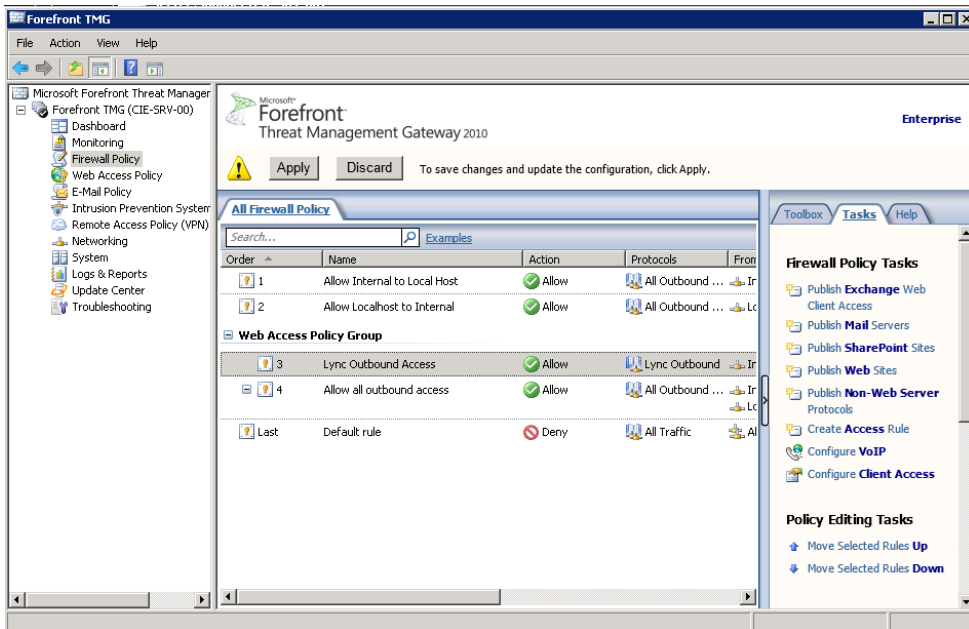 Forefront TMG
File Action View Help
Microsoft Forefront Threat Manager
Forefront TMG (CIE-SRV-00)
Dashboard
Monitoring
Firewall Policy
Web Access Policy
E-Mail Policy
Intrusion Prevention System
Remote Access Policy (VPN)
Networking
System
Logs & Reports
Update Center
Troubleshooting
Microsoft
Forefront
Threat Management Gateway 2010
Enterprise
Apply Discard To save changes and update the configuration, click Apply.
All Firewall Policy
Search... Examples
Order Name Action Protocols From
1 Allow Internal to Local Host Allow All Outbound ... In
2 Allow Localhost to Internal Allow All Outbound ... Lo
Web Access Policy Group
3 Lync Outbound Access Allow Lync Outbound In
4 Allow all outbound access Allow All Outbound ... In
Lo
Last Default rule Deny All Traffic Al
Toolbox Tasks Help
Firewall Policy Tasks
Publish Exchange Web
Client Access
Publish Mail Servers
Publish SharePoint Sites
Publish Web Sites
Publish Non-Web Server
Protocols
Create Access Rule
Configure VoIP
Configure Client Access
Policy Editing Tasks
Move Selected Rules Up
Move Selected Rules Down